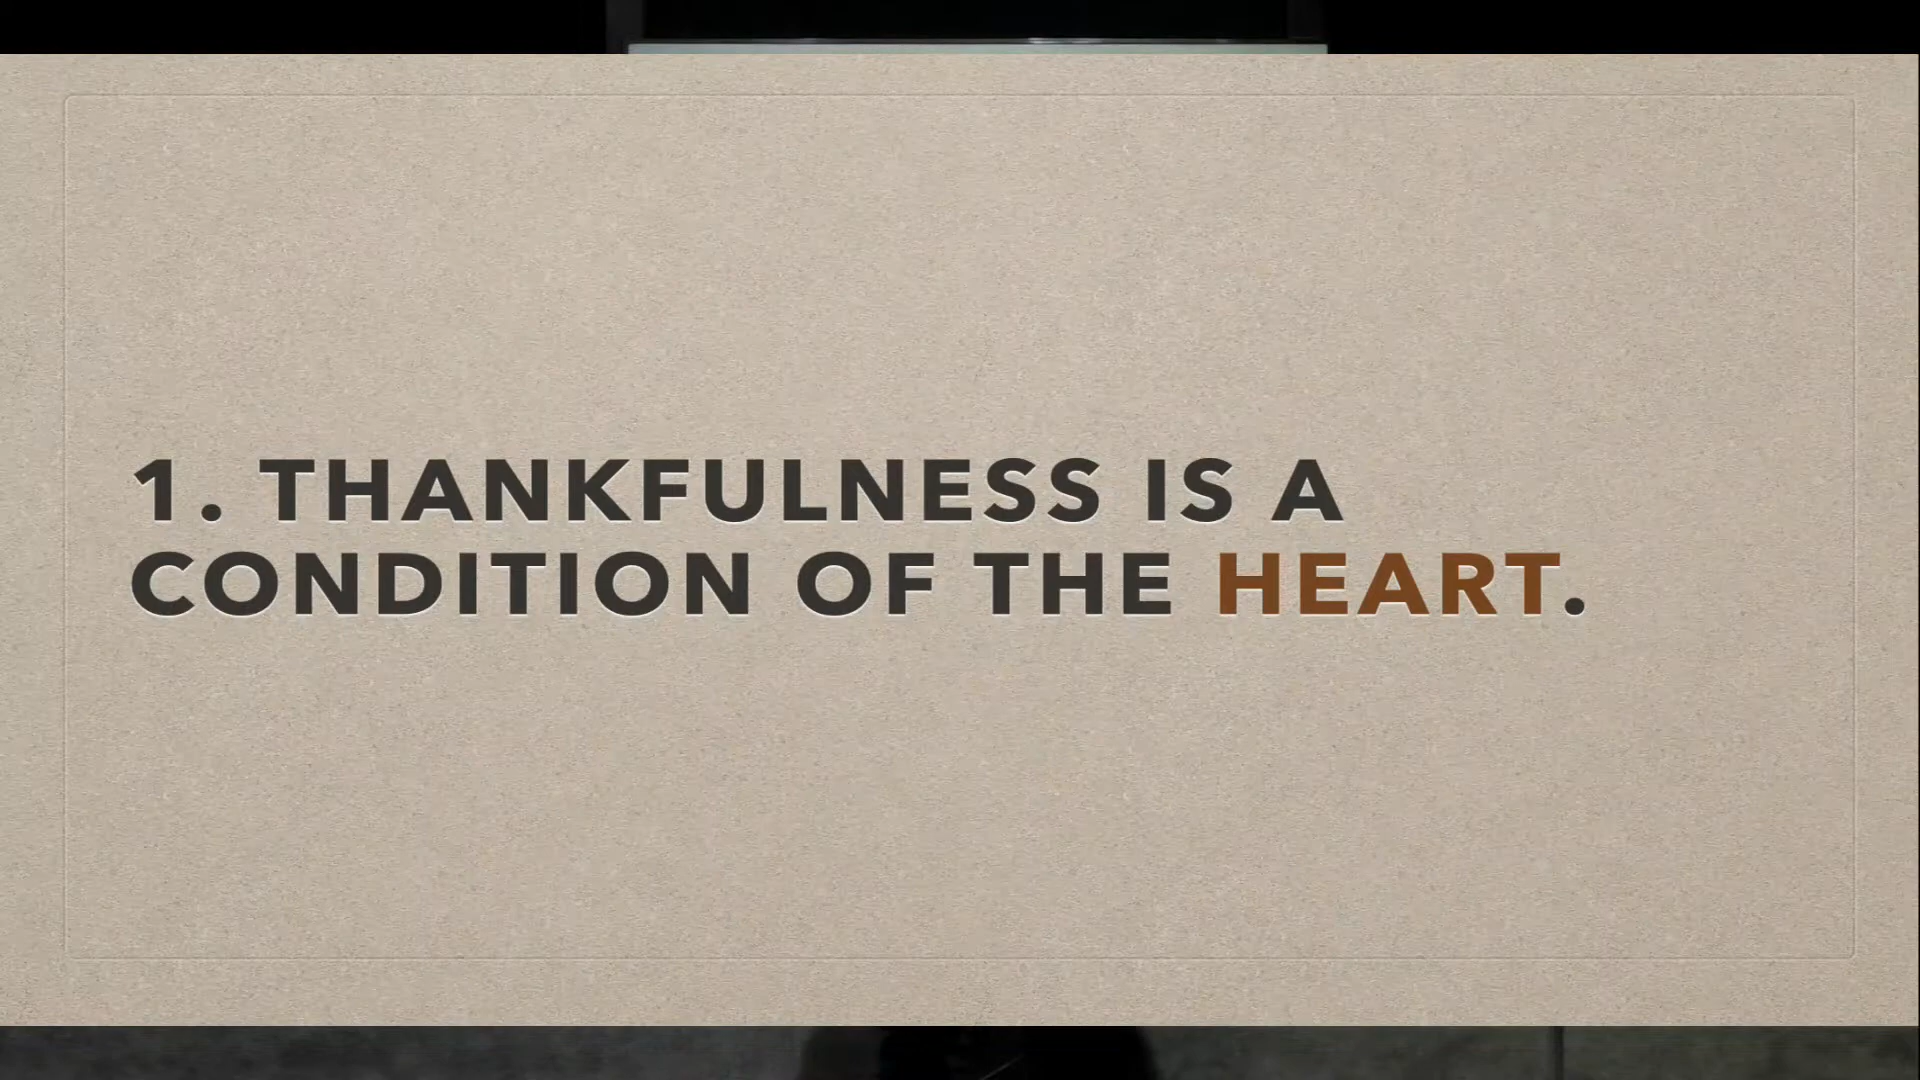 1. THANKFULNESS IS A
CONDITION OF THE HEART.